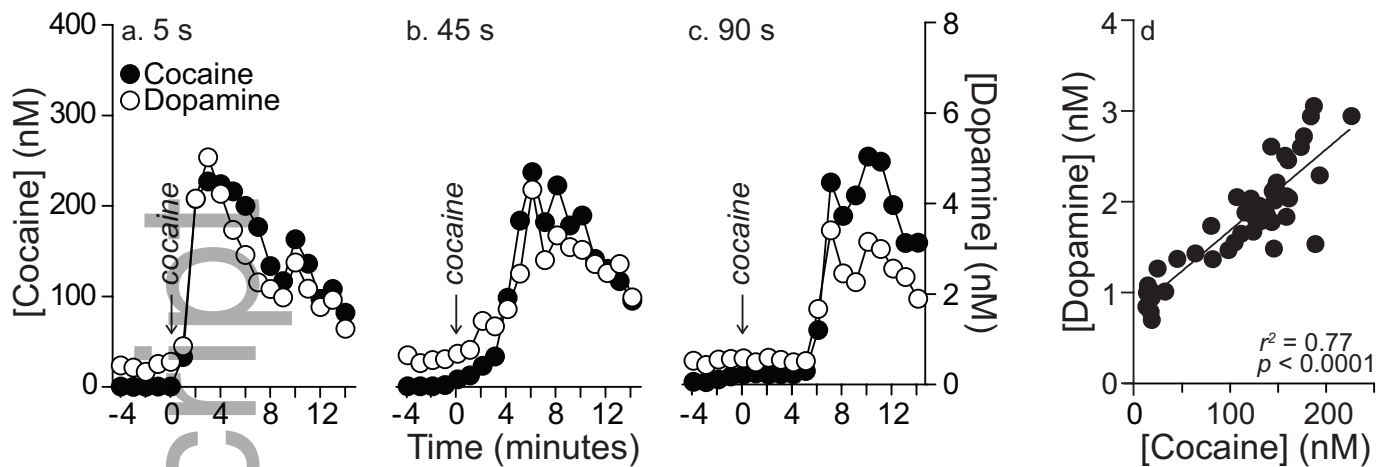 a. 5 s
b. 45 s
c. 90 s
d
Cocaine
Dopamine
[Cocaine] (nM)
400
300
200
100
0
cocaine
cocaine
cocaine
-4 0 4 8 12
-4 0 4 8 12
-4 0 4 8 12
Time (minutes)
8
6
4
2
0
[Dopamine] (nM)
[Dopamine] (nM)
4
3
2
1
0
r² = 0.77
p < 0.0001
0 100 200
[Cocaine] (nM)